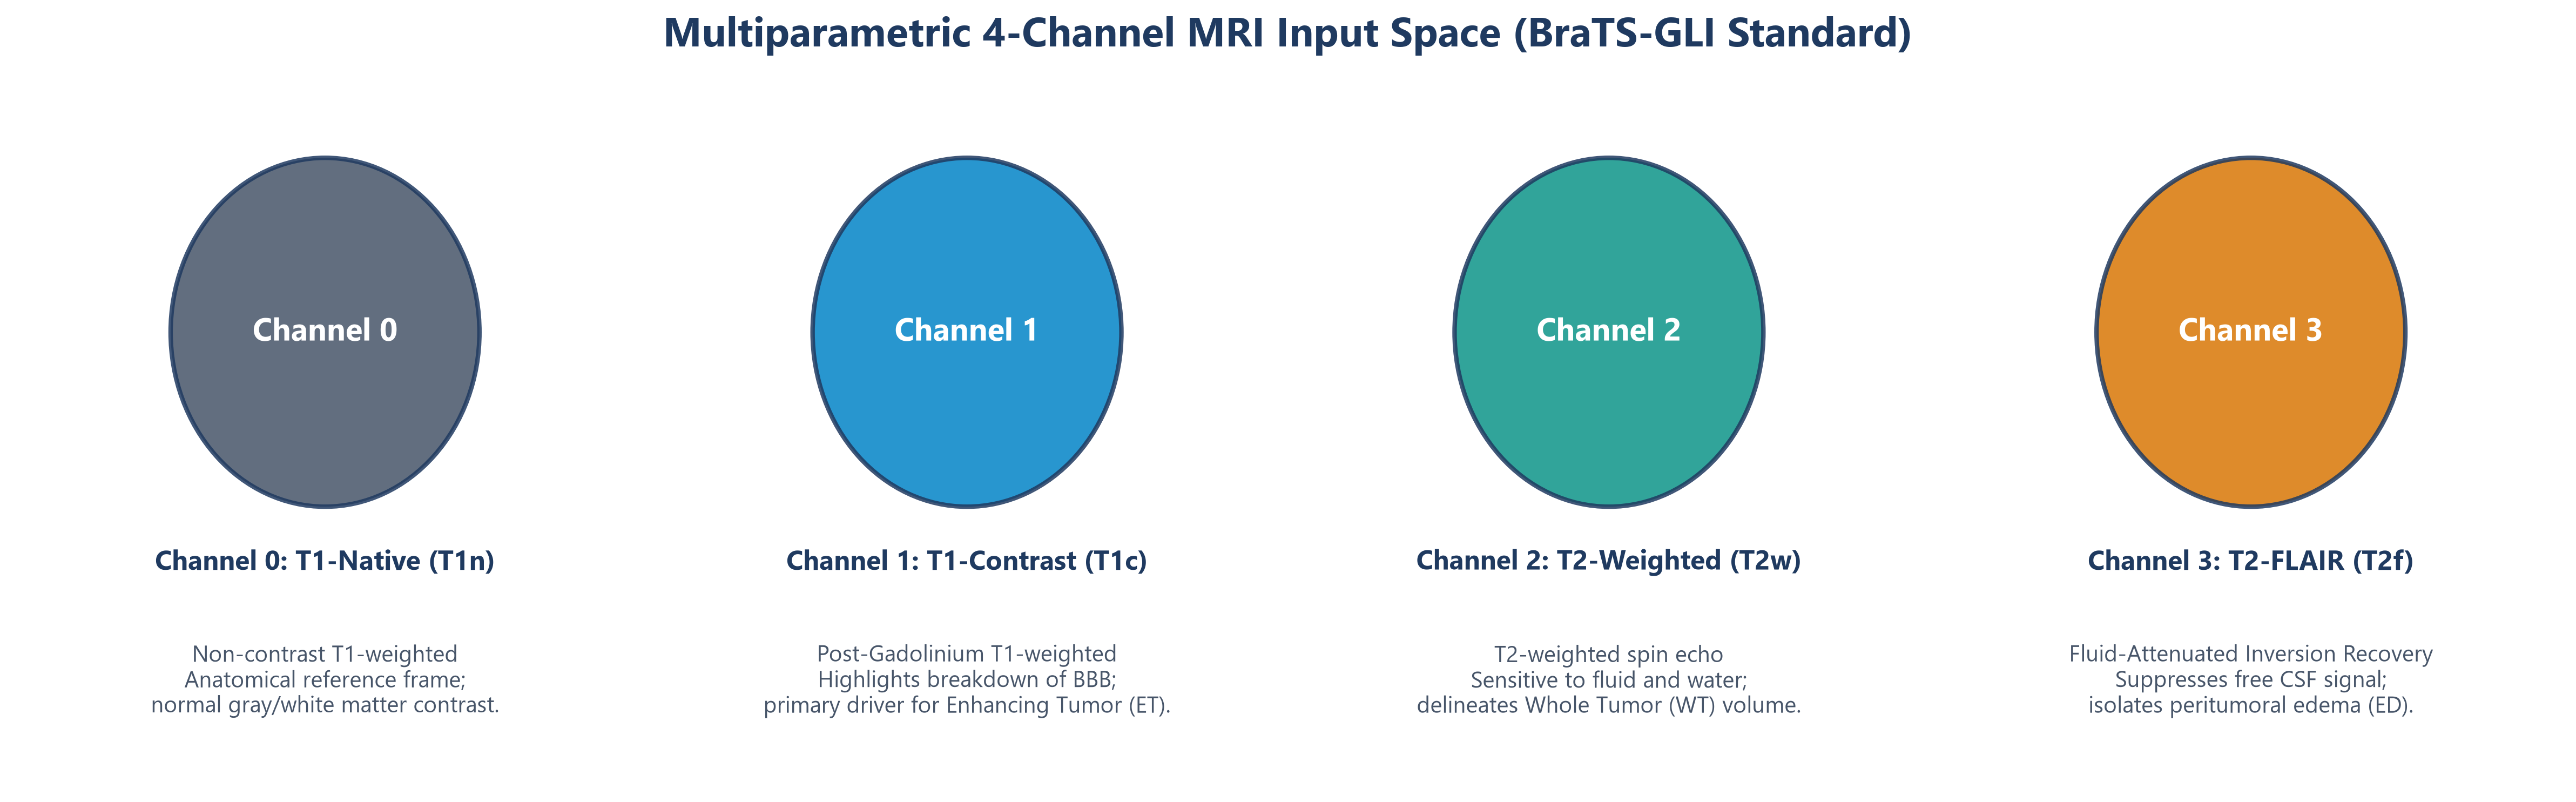 Multiparametric 4-Channel MRI Input Space (BraTS-GLI Standard)
Channel 0
Channel 1
Channel 2
Channel 3
Channel 0: T1-Native (T1n)
Channel 1: T1-Contrast (T1c)
Channel 2: T2-Weighted (T2w)
Channel 3: T2-FLAIR (T2f)
Non-contrast T1-weighted
Anatomical reference frame;
normal gray/white matter contrast.
Post-Gadolinium T1-weighted
Highlights breakdown of BBB;
primary driver for Enhancing Tumor (ET).
T2-weighted spin echo
Sensitive to fluid and water;
delineates Whole Tumor (WT) volume.
Fluid-Attenuated Inversion Recovery
Suppresses free CSF signal;
isolates peritumoral edema (ED).